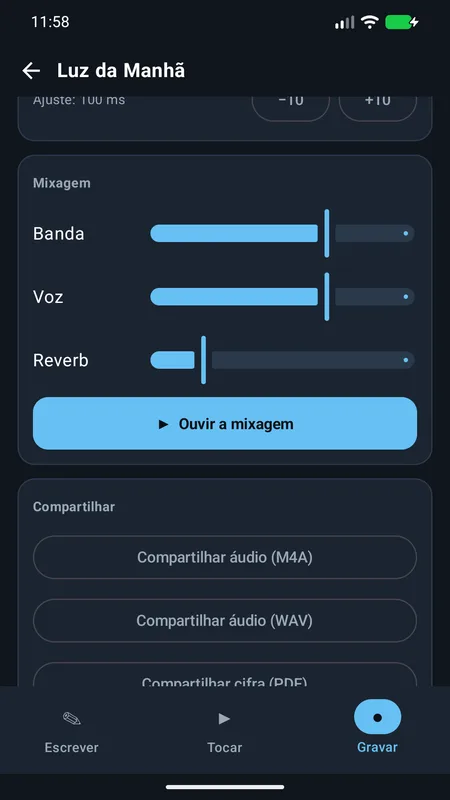 11:58
Luz da Manhã
Ajuste: 100 ms
−10
+10
Mixagem
Banda
Voz
Reverb
► Ouvir a mixagem
Compartilhar
Compartilhar áudio (M4A)
Compartilhar áudio (WAV)
Compartilhar cifra (PDF)
Escrever
Tocar
Gravar